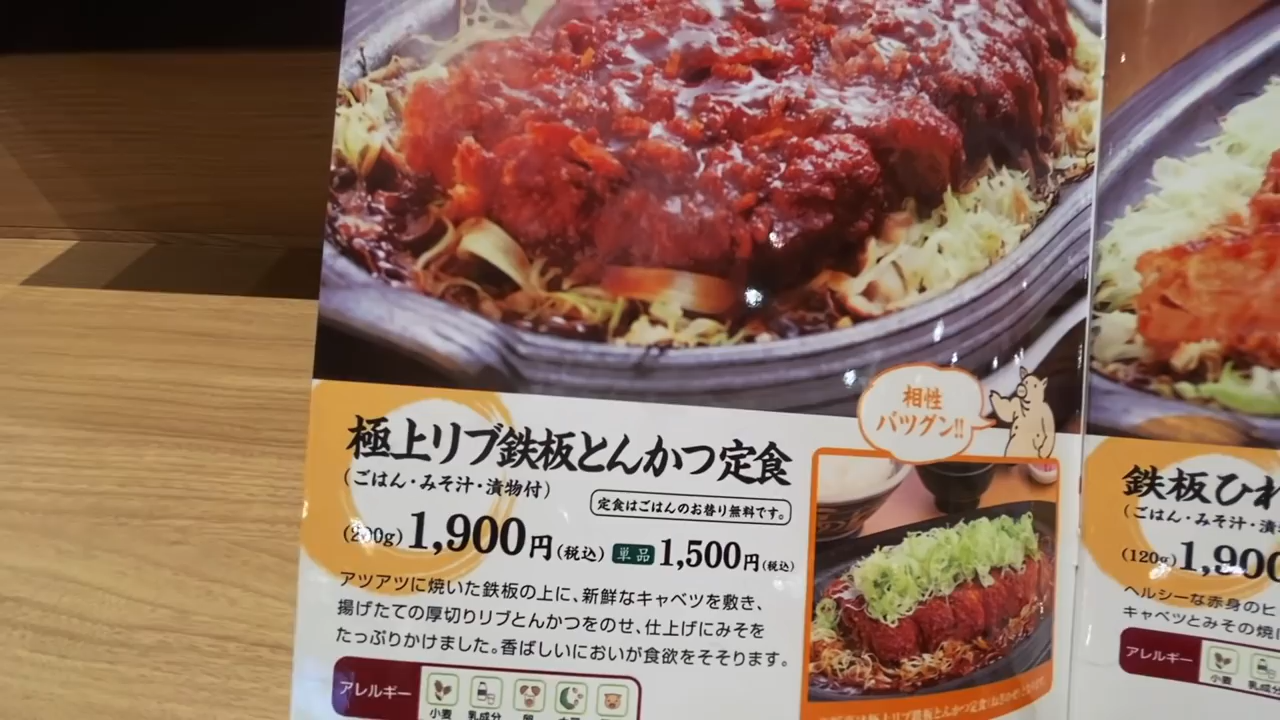 相性
バツグン!!
極上リブ鉄板とんかつ定食
(ごはん・みそ汁・漬物付)
定食はごはんのお替り無料です。
(200g) 1,900円(税込) 単品 1,500円(税込)
アツアツに焼いた鉄板の上に、新鮮なキャベツを敷き、
揚げたての厚切りリブとんかつをのせ、仕上げにみそを
たっぷりかけました。香ばしいにおいが食欲をそそります。
アレルギー
小麦 乳成分
鉄板ひれ
(ごはん・みそ汁・漬
(120g) 1,900
ヘルシーな赤身のヒ
キャベツとみその焼け
アレルギー
小麦